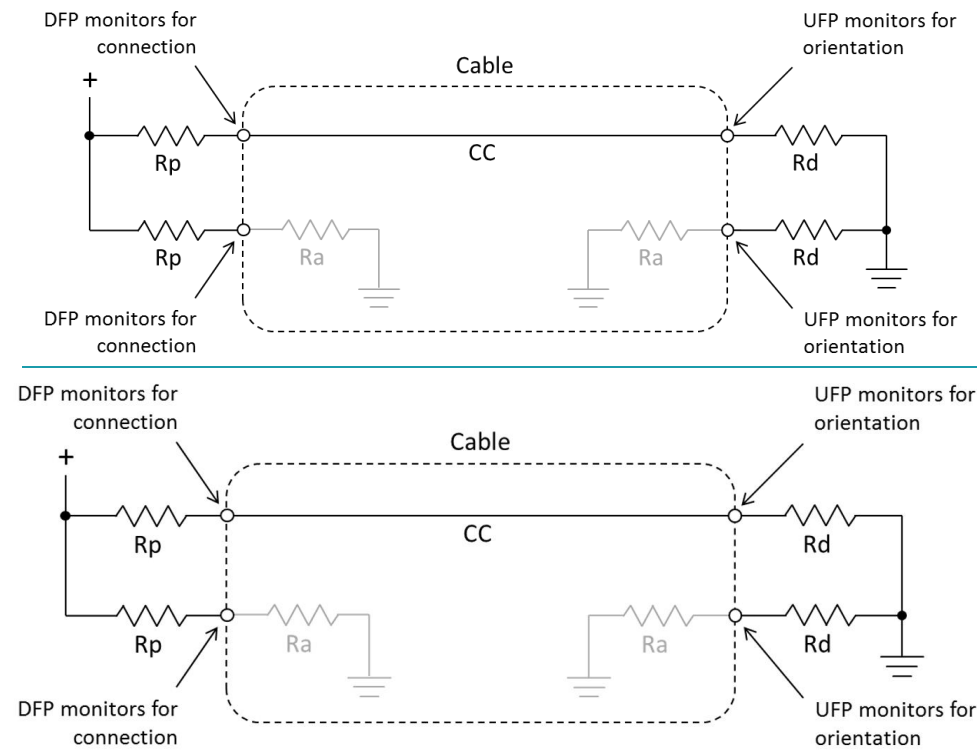 DFP monitors for
connection
UFP monitors for
orientation
Cable
+
CC
Rp
Rd
Rp
Ra
Ra
Rd
DFP monitors for
connection
UFP monitors for
orientation
DFP monitors for
connection
UFP monitors for
orientation
Cable
+
CC
Rp
Rd
Rp
Ra
Ra
Rd
DFP monitors for
connection
UFP monitors for
orientation